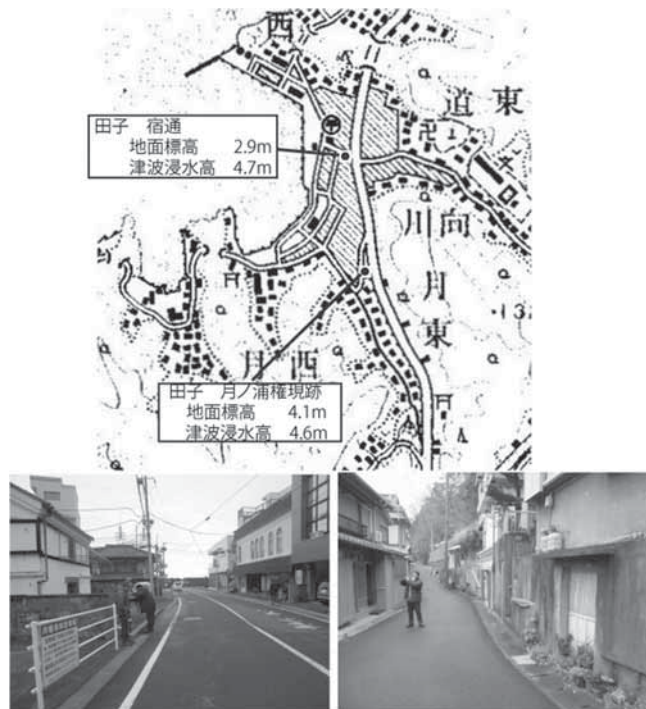 西
道東
田子 宿通
地面標高 2.9m
津波浸水高 4.7m
川向
月東
・13.
月西
田子 月ノ浦権現跡
地面標高 4.1m
津波浸水高 4.6m